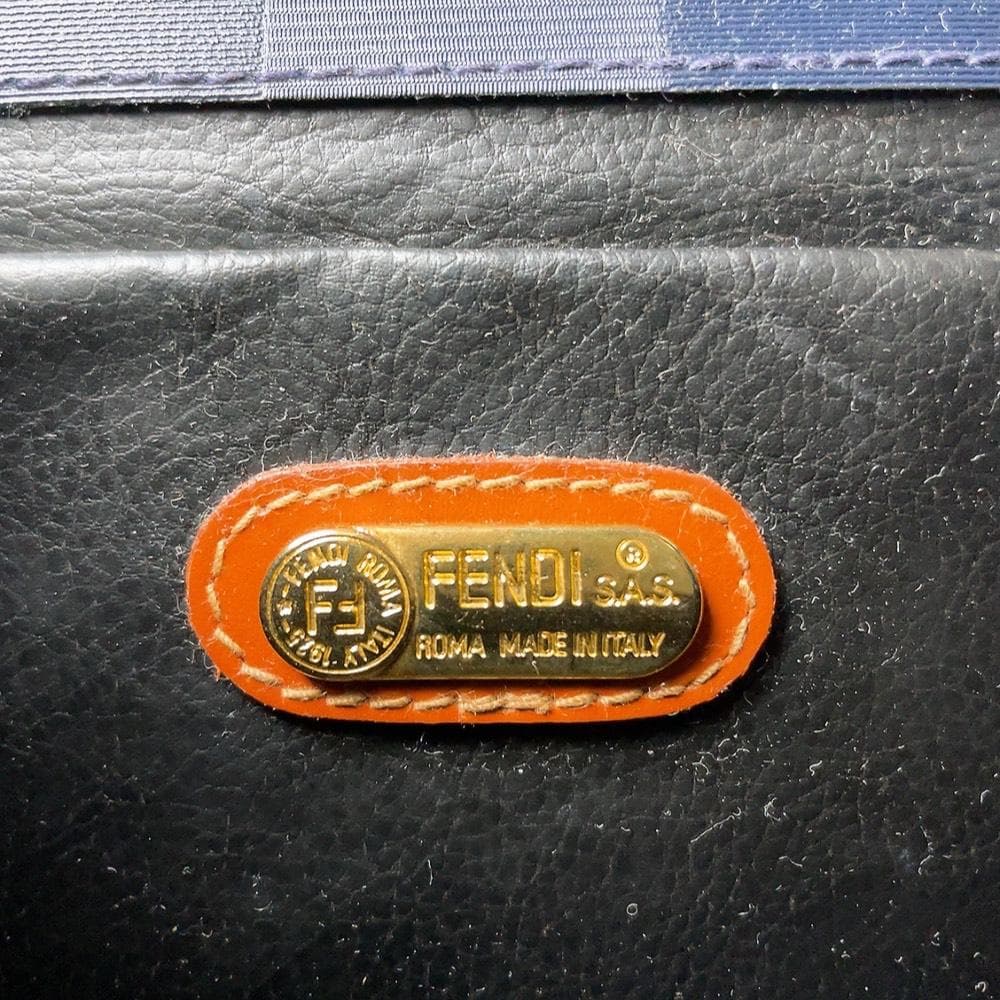 FENDI ROMA ITALY 1925
FF
FENDI ® S.A.S.
ROMA MADE IN ITALY